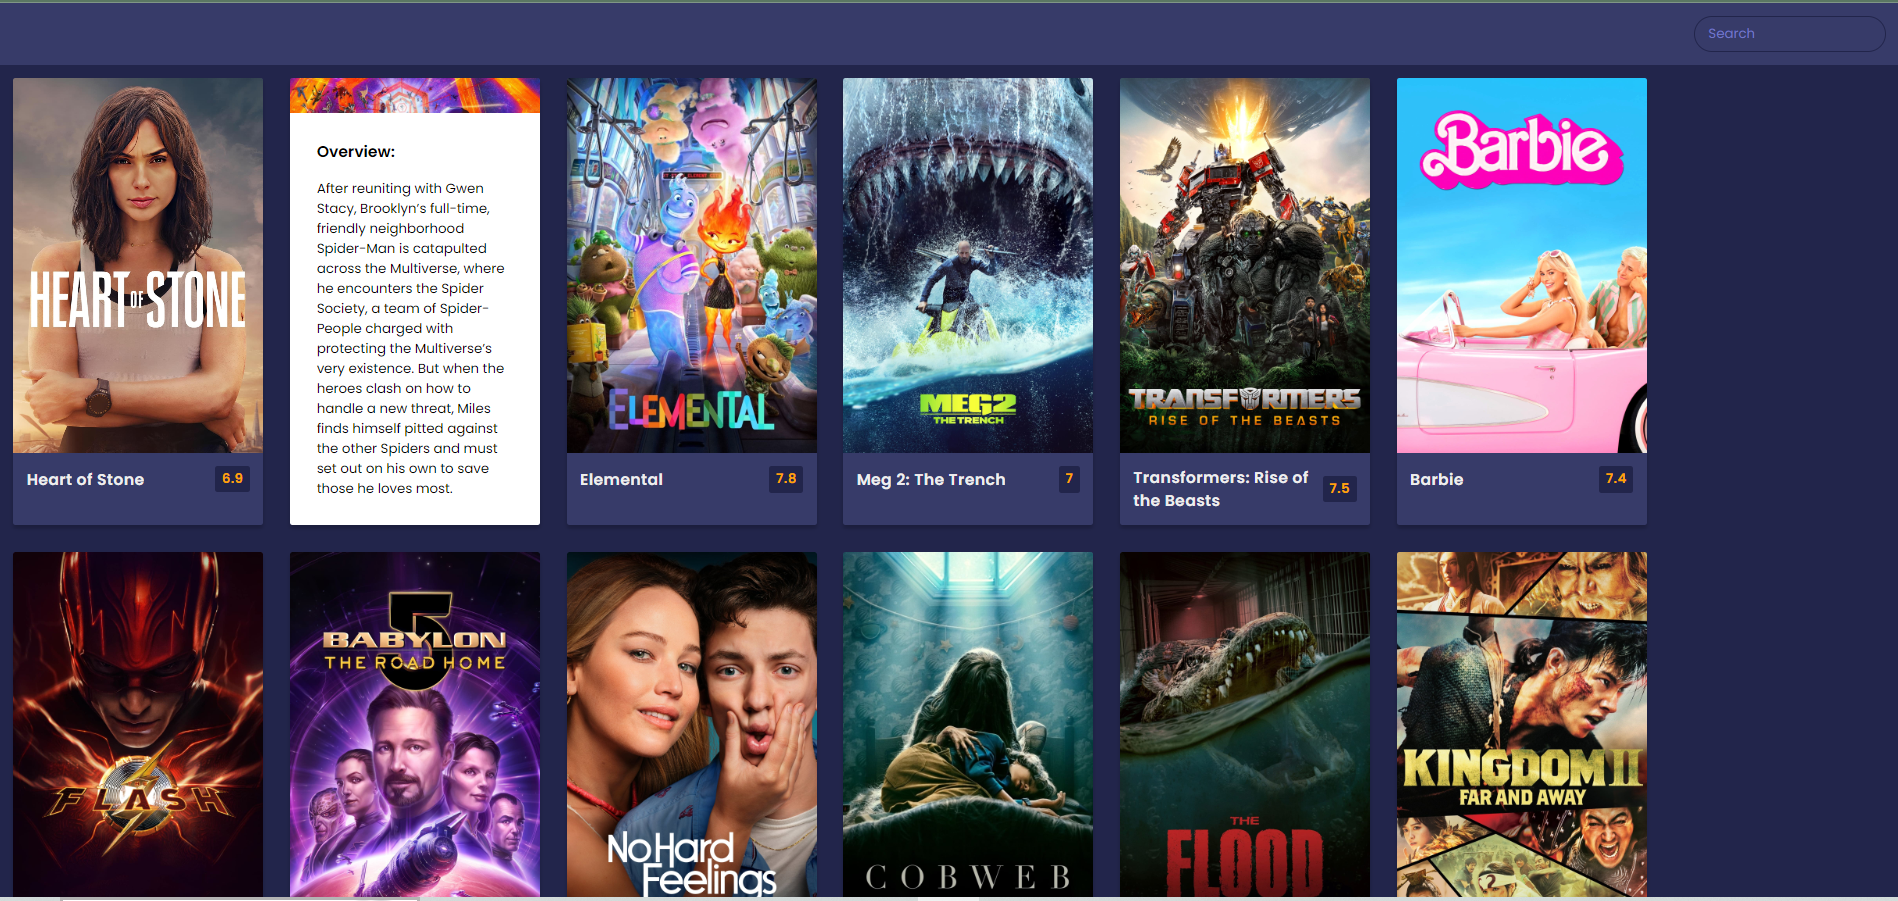 Search
HEART OF STONE
Heart of Stone
6.9
Overview:
After reuniting with Gwen
Stacy, Brooklyn's full-time,
friendly neighborhood
Spider-Man is catapulted
across the Multiverse, where
he encounters the Spider
Society, a team of Spider-
People charged with
protecting the Multiverse's
very existence. But when the
heroes clash on how to
handle a new threat, Miles
finds himself pitted against
the other Spiders and must
set out on his own to save
those he loves most.
ELEMENTAL
Elemental
7.8
MEG2
THE TRENCH
Meg 2: The Trench
7
TRANSFORMERS
RISE OF THE BEASTS
Transformers: Rise of
the Beasts
7.5
Barbie
Barbie
7.4
FLASH
BABYLON 5
THE ROAD HOME
No Hard
Feelings
COBWEB
THE
FLOOD
KINGDOM II
FAR AND AWAY